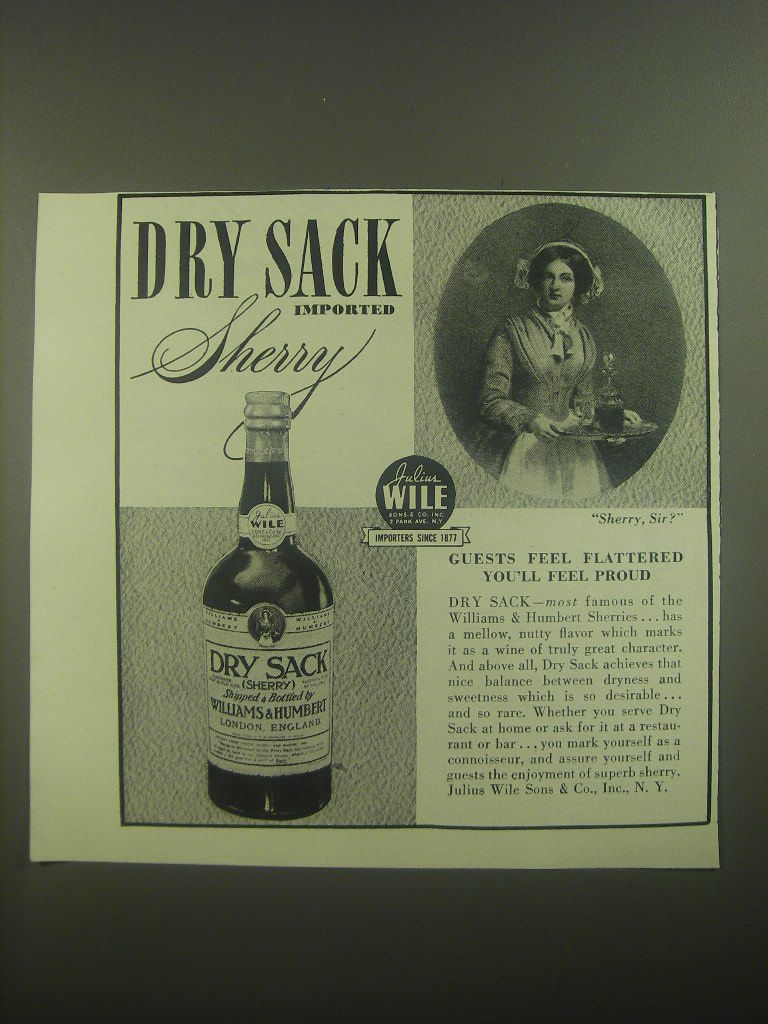 DRY SACK
IMPORTED
Sherry
Julius
WILE
SONS & CO. INC.
2 PARK AVE. N.Y.
IMPORTERS SINCE 1877
"Sherry, Sir?"
GUESTS FEEL FLATTERED
YOU'LL FEEL PROUD
DRY SACK—most famous of the
Williams & Humbert Sherries . . . has
a mellow, nutty flavor which marks
it as a wine of truly great character.
And above all, Dry Sack achieves that
nice balance between dryness and
sweetness which is so desirable . . .
and so rare. Whether you serve Dry
Sack at home or ask for it at a restau-
rant or bar . . . you mark yourself as a
connoisseur, and assure yourself and
guests the enjoyment of superb sherry.
Julius Wile Sons & Co., Inc., N. Y.
Julius
WILE
WILLIAMS
&
HUMBERT
WILLIAMS
&
HUMBERT
DRY SACK
(SHERRY)
Shipped & Bottled by
WILLIAMS & HUMBERT
LONDON, ENGLAND.